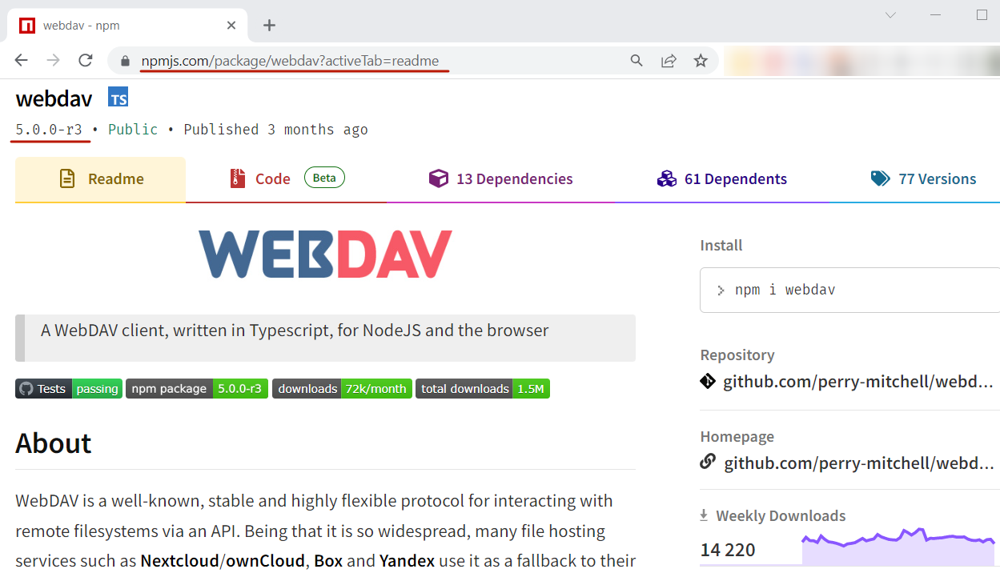 webdav - npm
npmjs.com/package/webdav?activeTab=readme
webdav TS
5.0.0-r3 • Public • Published 3 months ago
Readme
Code Beta
13 Dependencies
61 Dependents
77 Versions
WEBDAV
A WebDAV client, written in Typescript, for NodeJS and the browser
Tests passing npm package 5.0.0-r3 downloads 72k/month total downloads 1.5M
About
WebDAV is a well-known, stable and highly flexible protocol for interacting with
remote filesystems via an API. Being that it is so widespread, many file hosting
services such as Nextcloud/ownCloud, Box and Yandex use it as a fallback to their
Install
> npm i webdav
Repository
github.com/perry-mitchell/webd...
Homepage
github.com/perry-mitchell/webd...
Weekly Downloads
14 220